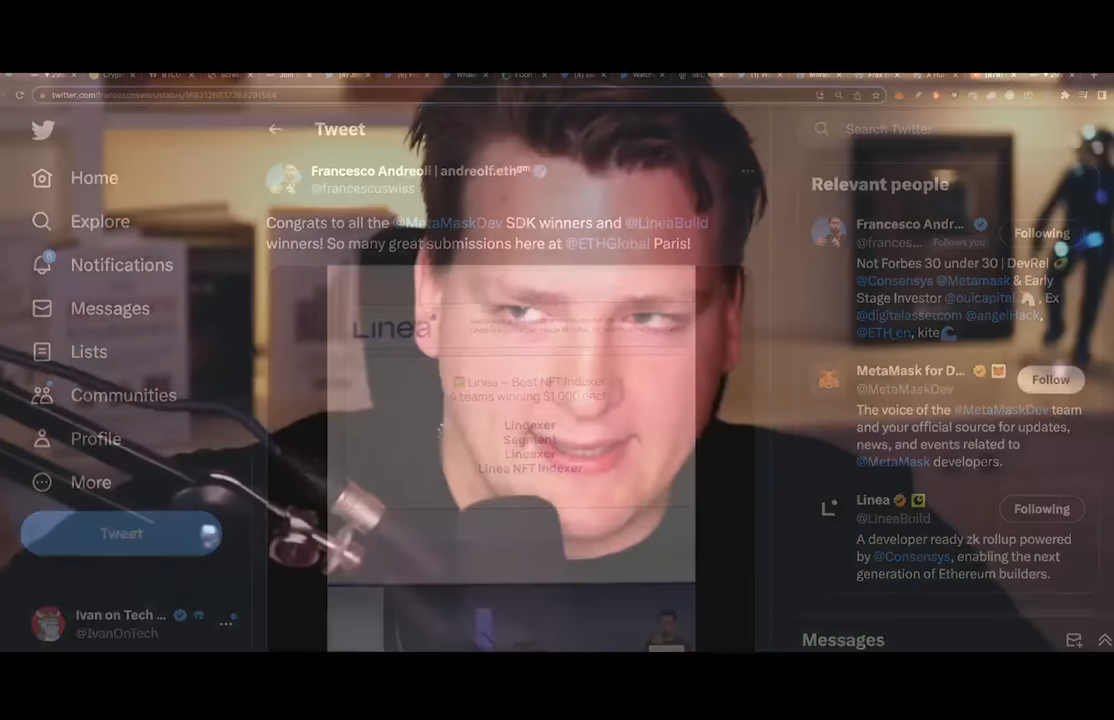 twitter.com/francescoswiss/status/
Home
Explore
Notifications
Messages
Lists
Communities
Profile
More
Tweet
Ivan on Tech ...
@IvanOnTech
Tweet
Francesco Andreoli | andreolf.eth
@francescoswiss
Congrats to all the @MetaMaskDev SDK winners and @LineaBuild
winners! So many great submissions here at @ETHGlobal Paris!
Linea
Linea – Best NFT Indexer
4 teams winning $1,000 each!
Lindexer
Segment
Lineaxer
Linea NFT Indexer
Search Twitter
Relevant people
Francesco Andr...
@frances... Follows you
Following
Not Forbes 30 under 30 | DevRel
@Consensys @Metamask & Early
Stage Investor @ouicapital , Ex
@digitalassetcom @angelHack,
@ETH_en, kite
MetaMask for D...
@MetaMaskDev
Follow
The voice of the #MetaMaskDev team
and your official source for updates,
news, and events related to
@MetaMask developers.
Linea
@LineaBuild
Following
A developer ready zk rollup powered
by @Consensys, enabling the next
generation of Ethereum builders.
Messages